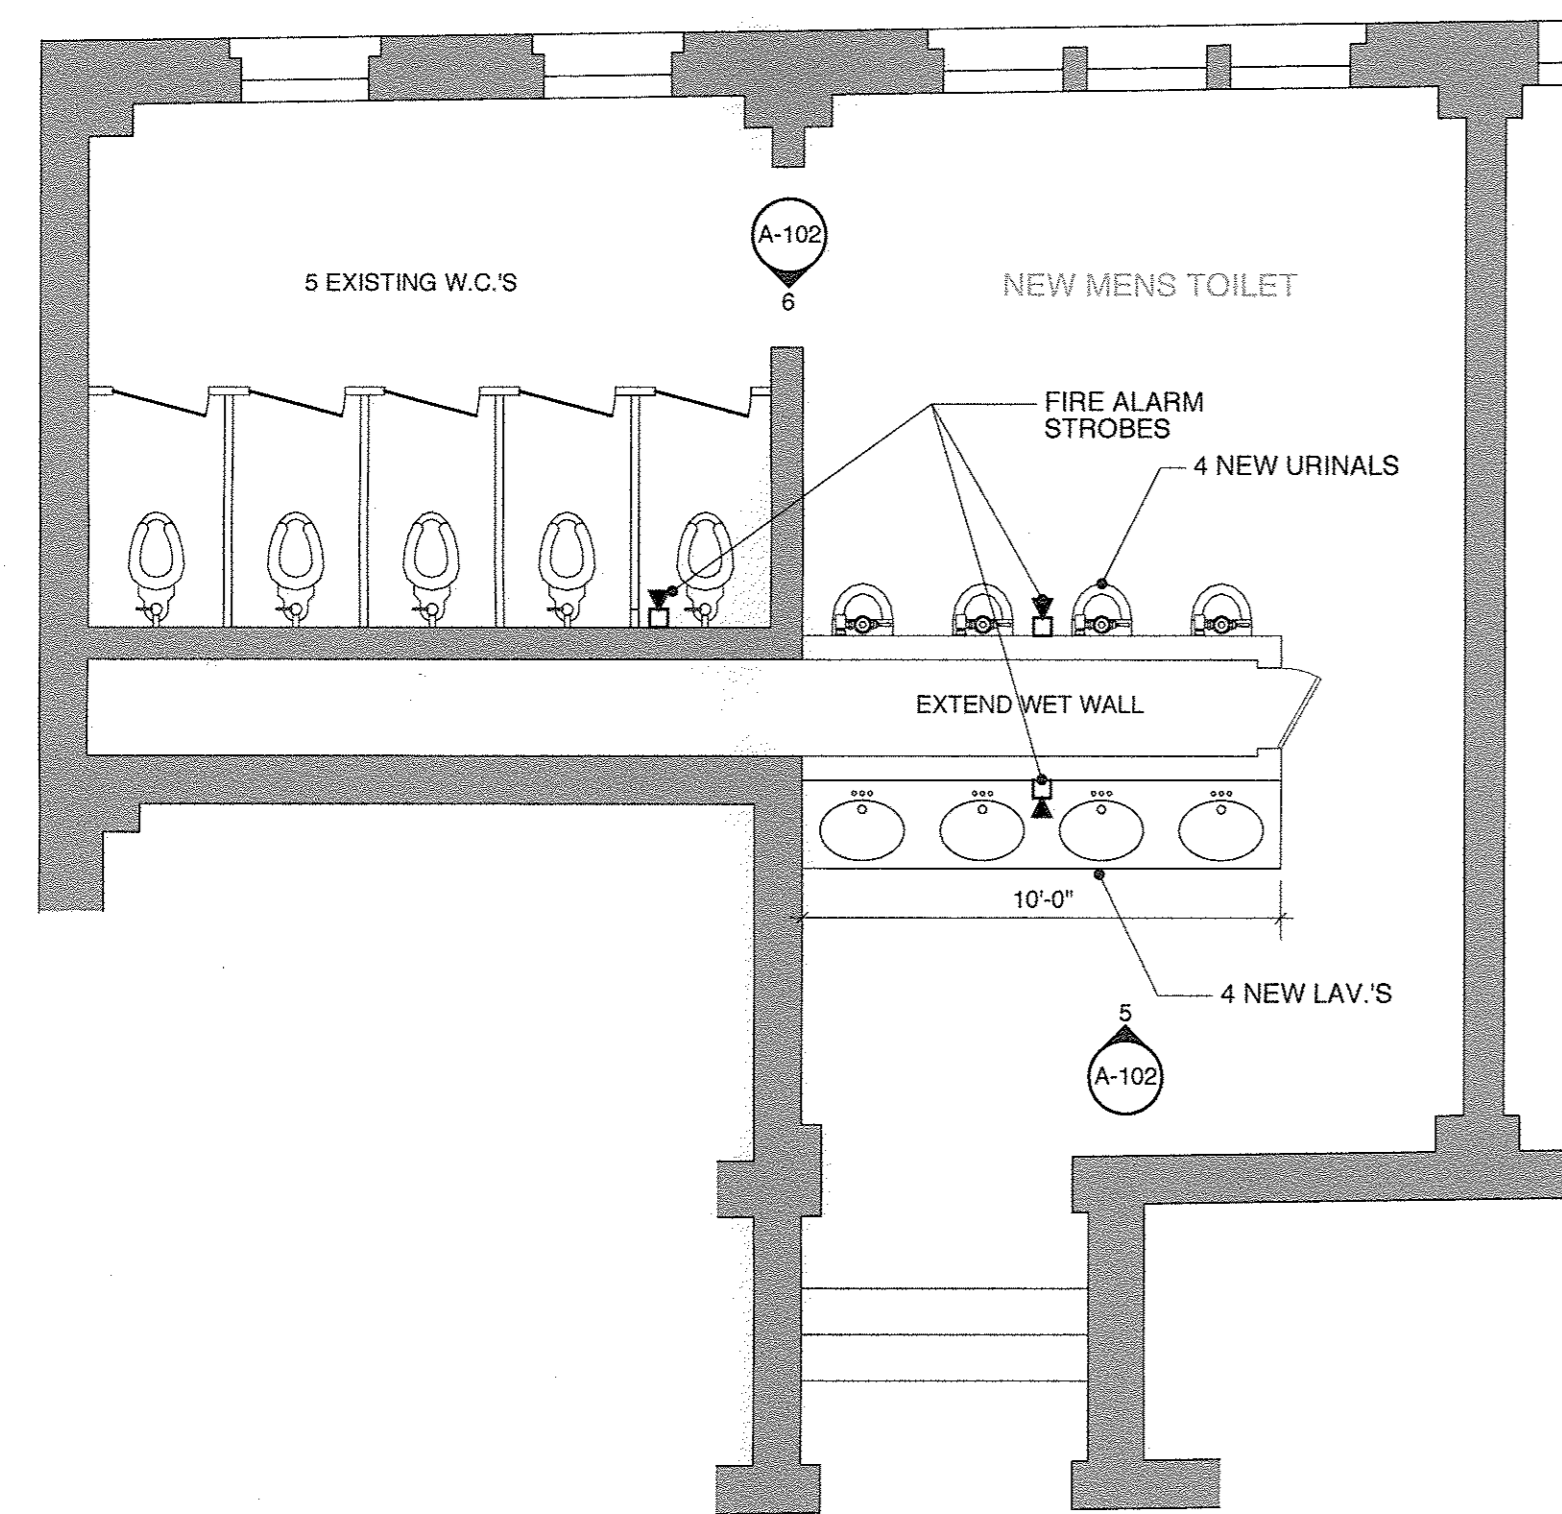 A-102
6
5 EXISTING W.C.'S
NEW MENS TOILET
FIRE ALARM
STROBES
4 NEW URINALS
EXTEND WET WALL
10'-0"
4 NEW LAV.'S
5
A-102